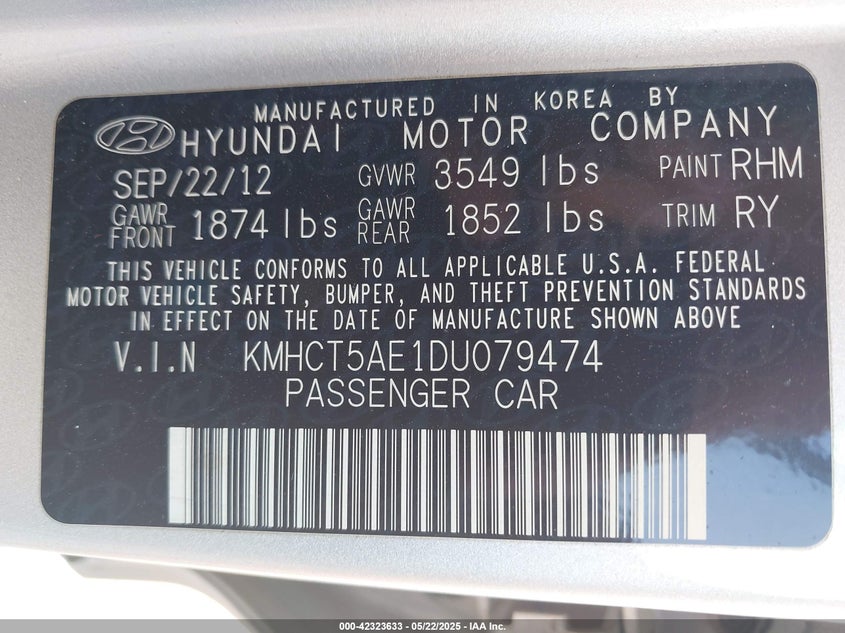 MANUFACTURED IN KOREA BY
HYUNDAI MOTOR COMPANY
SEP/22/12 GVWR 3549 lbs PAINT RHM
GAWR FRONT 1874 lbs GAWR REAR 1852 lbs TRIM RY
THIS VEHICLE CONFORMS TO ALL APPLICABLE U.S.A. FEDERAL
MOTOR VEHICLE SAFETY, BUMPER, AND THEFT PREVENTION STANDARDS
IN EFFECT ON THE DATE OF MANUFACTURE SHOWN ABOVE
V.I.N KMHCT5AE1DU079474
PASSENGER CAR
000-42323633 - 05/22/2025 - IAA Inc.